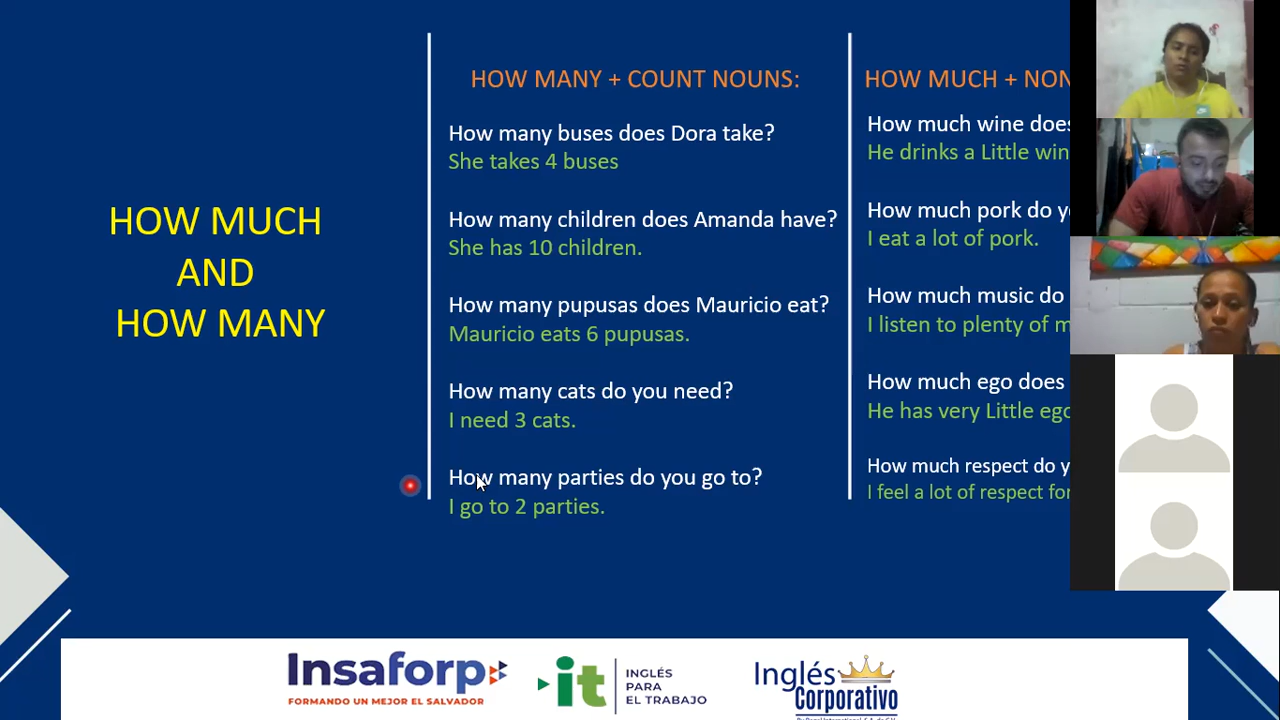 HOW MUCH
AND
HOW MANY
HOW MANY + COUNT NOUNS:
How many buses does Dora take?
She takes 4 buses
How many children does Amanda have?
She has 10 children.
How many pupusas does Mauricio eat?
Mauricio eats 6 pupusas.
How many cats do you need?
I need 3 cats.
How many parties do you go to?
I go to 2 parties.
HOW MUCH + NON
How much wine does
He drinks a Little win
How much pork do y
I eat a lot of pork.
How much music do
I listen to plenty of m
How much ego does
He has very Little ego
How much respect do y
I feel a lot of respect for
Insaforp
FORMANDO UN MEJOR EL SALVADOR
it
INGLÉS
PARA
EL TRABAJO
Inglés
Corporativo